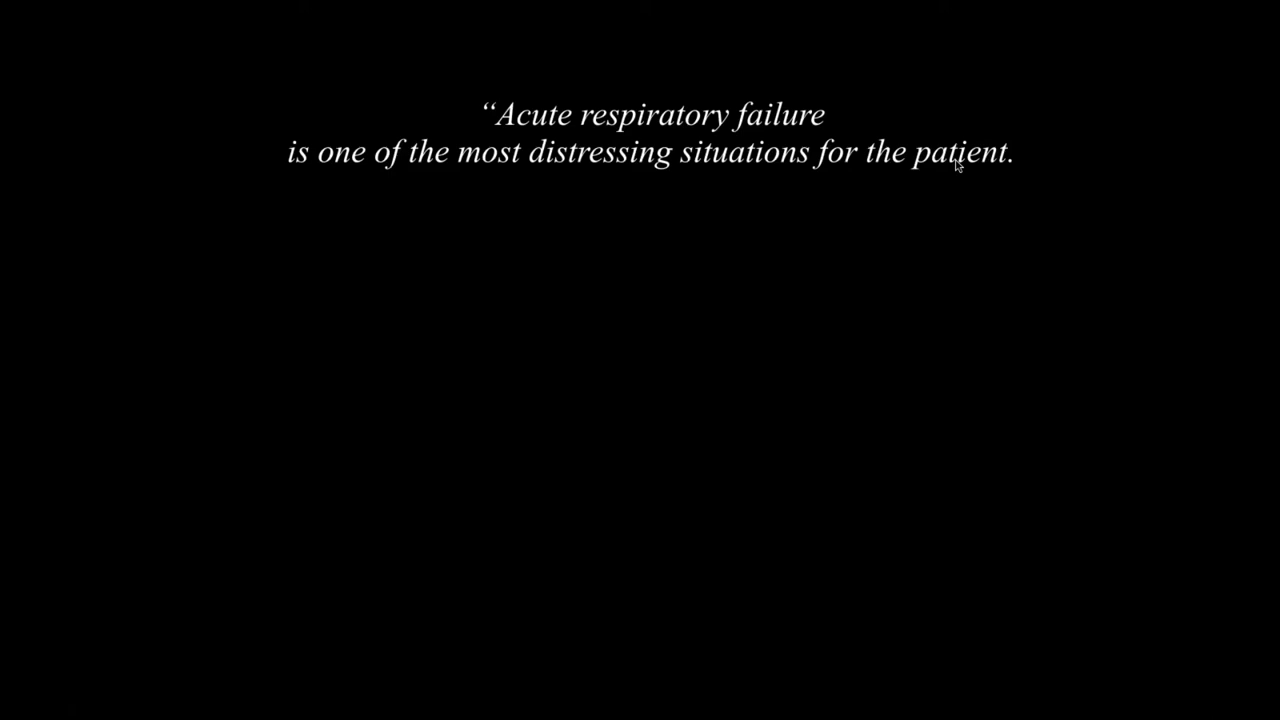 “Acute respiratory failure
is one of the most distressing situations for the patient.